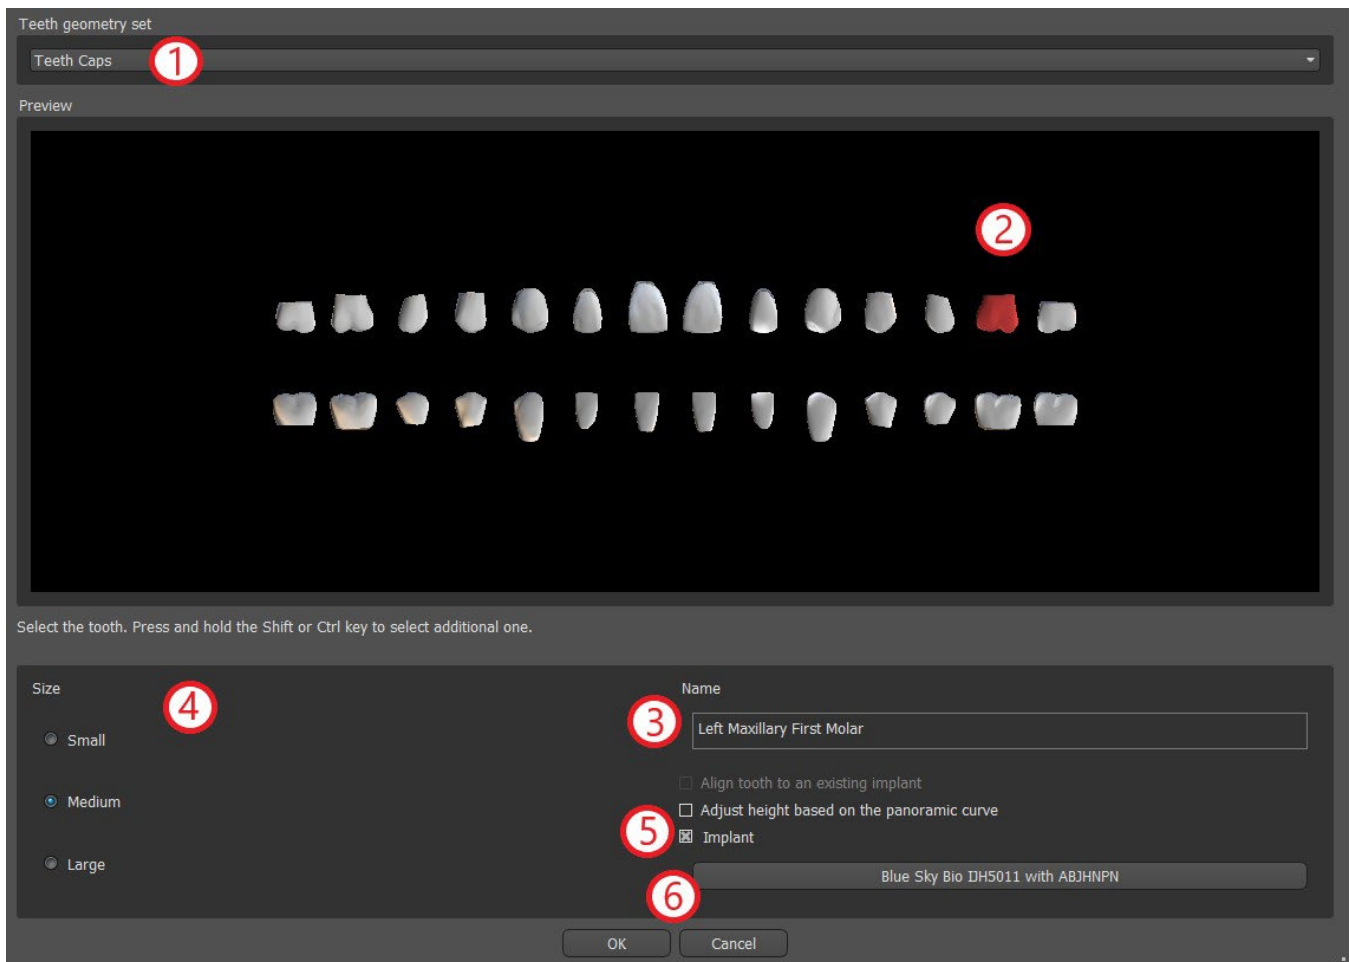 Teeth geometry set
Teeth Caps
1
Preview
2
Select the tooth. Press and hold the Shift or Ctrl key to select additional one.
Size
4
Small
Medium
Large
Name
3
Left Maxillary First Molar
Align tooth to an existing implant
Adjust height based on the panoramic curve
5
Implant
Blue Sky Bio IJH5011 with ABJHNPN
6
OK
Cancel